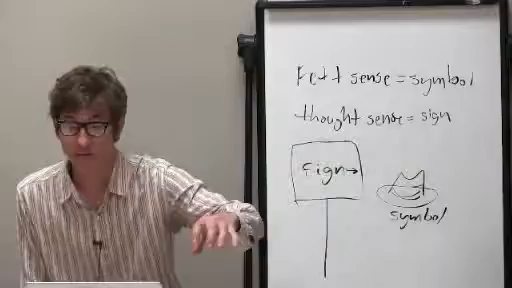 Felt sense = symbol
thought sense = sign
sign→
symbol